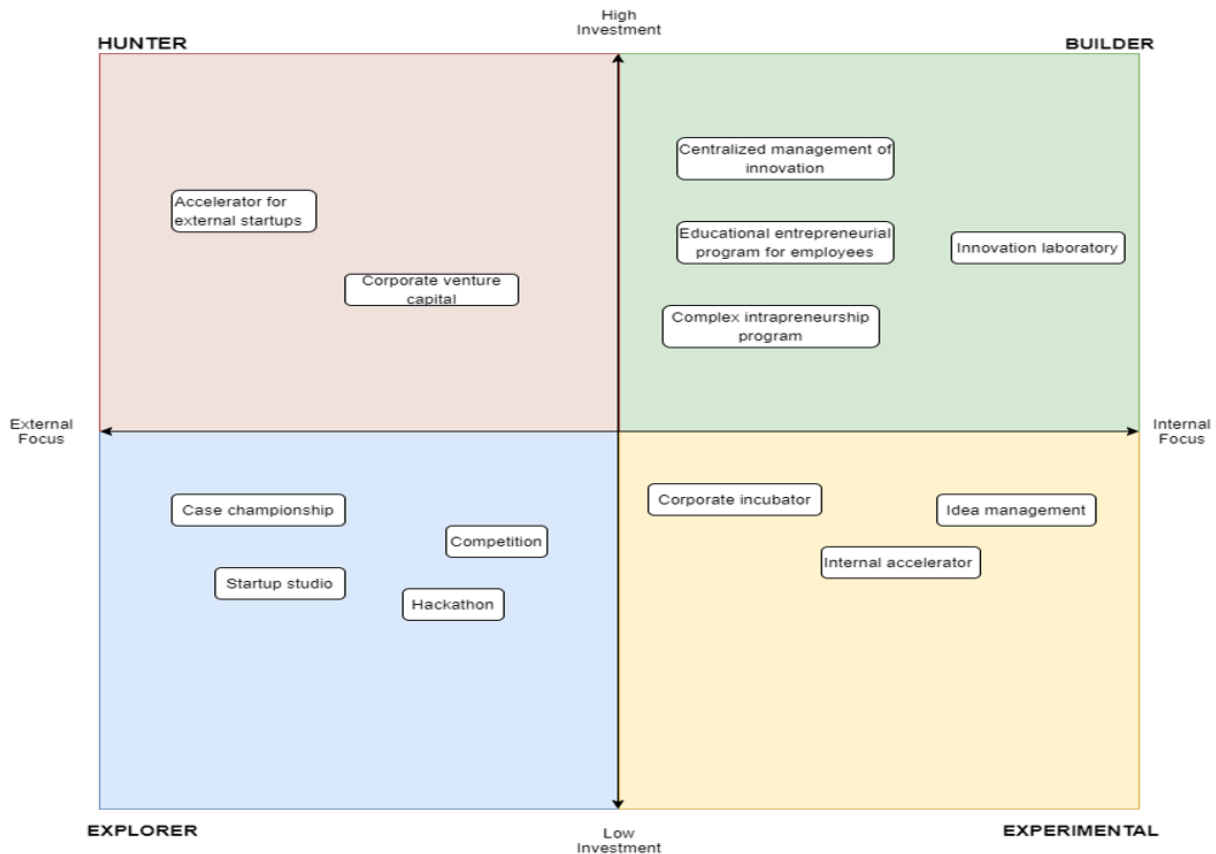 High
Investment
HUNTER
BUILDER
Centralized management of
innovation
Accelerator for
external startups
Educational entrepreneurial
program for employees
Innovation laboratory
Corporate venture
capital
Complex intrapreneurship
program
External
Focus
Internal
Focus
Case championship
Corporate incubator
Idea management
Competition
Internal accelerator
Startup studio
Hackathon
EXPLORER
Low
Investment
EXPERIMENTAL